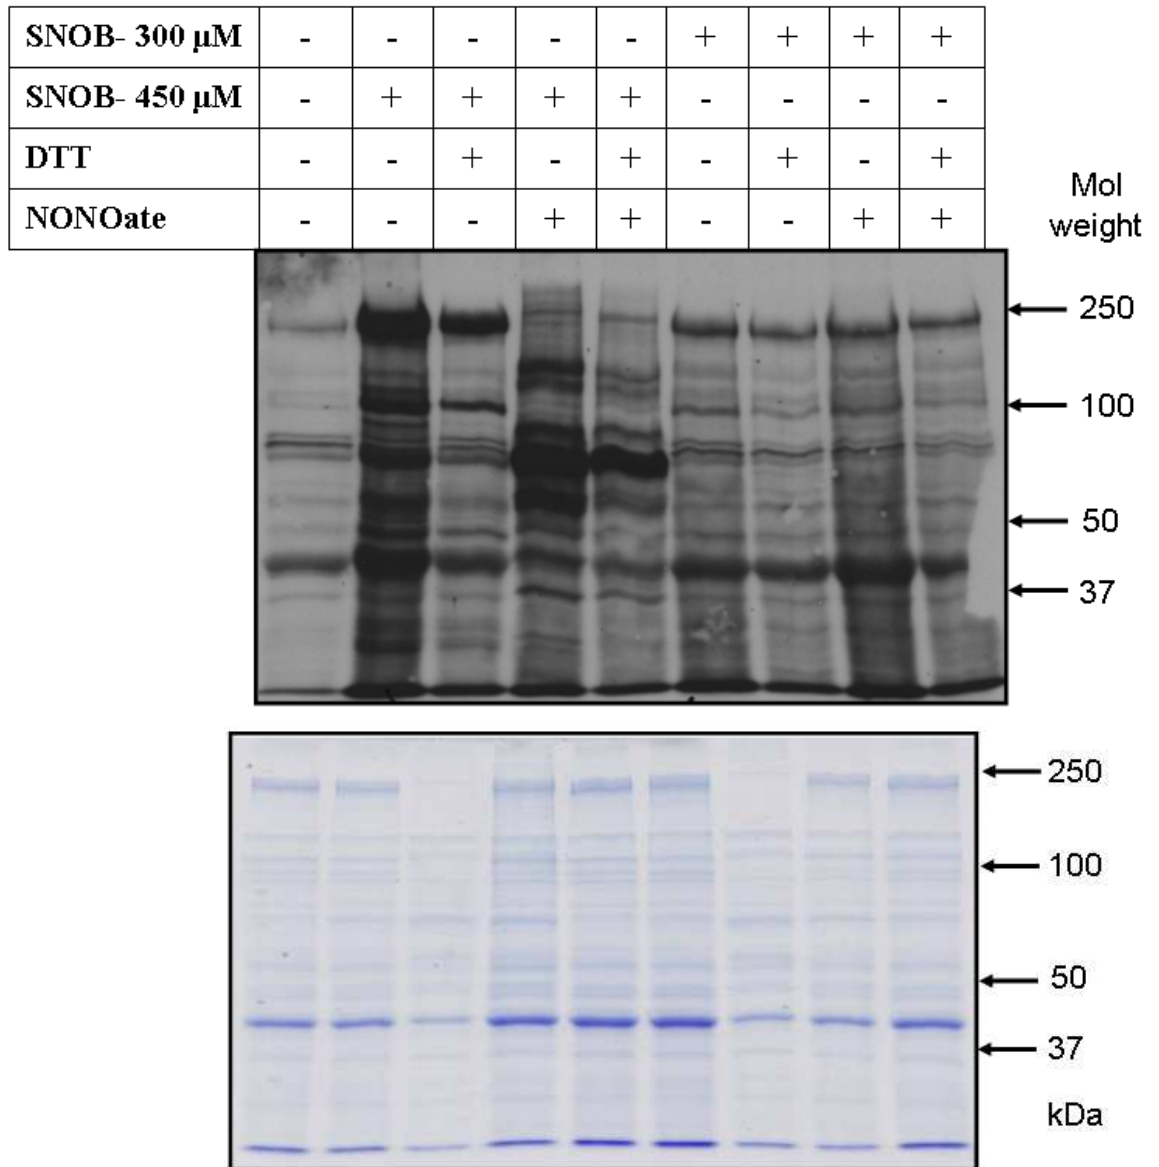 SNOB- 300 µM - - - - - + + + +
SNOB- 450 µM - + + + + - - - -
DTT - - + - + - + - +
NONOate - - - + + - - + +
Mol
weight
250
100
50
37
250
100
50
37
kDa